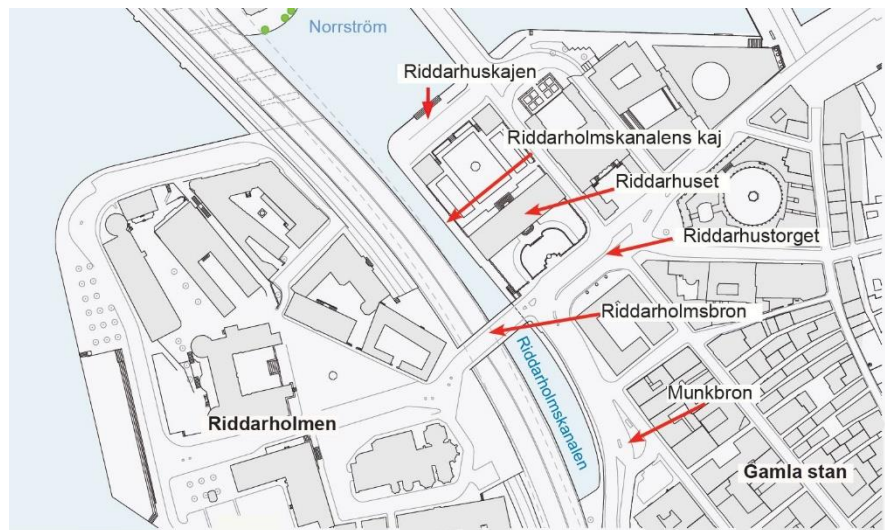 Norrström
Riddarhuskajen
Riddarholmskanalens kaj
Riddarhuset
Riddarhustorget
Riddarholmsbron
Riddarholmskanalen
Munkbron
Riddarholmen
Gamla stan